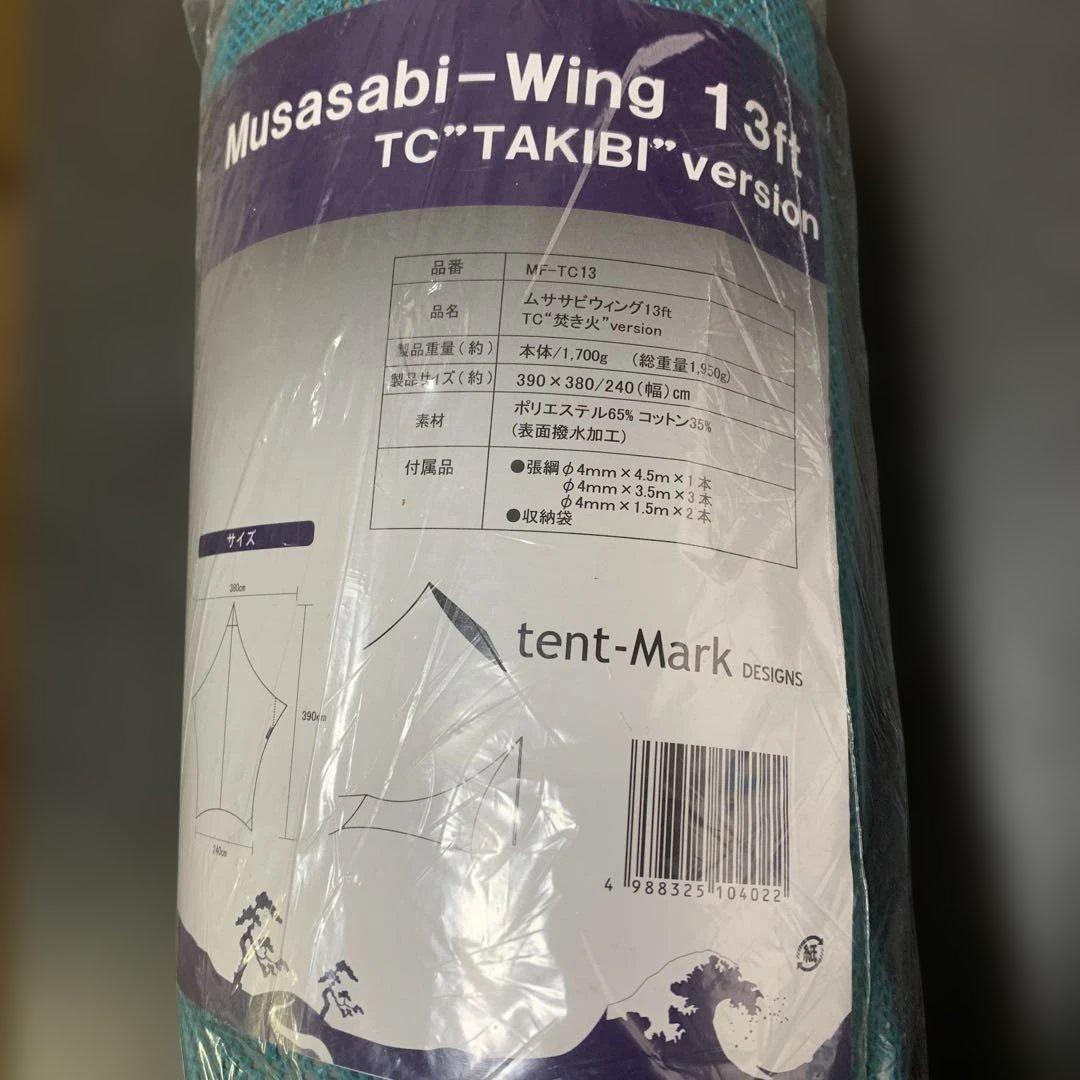 Musasabi-Wing 13ft
TC”TAKIBI”version
品番 MF-TC13
品名 ムササビウィング13ft
TC“焚き火”version
製品重量(約) 本体/1,700g (総重量1,950g)
製品サイズ(約) 390×380/240(幅)cm
素材 ポリエステル65% コットン35%
(表面撥水加工)
付属品 ●張綱φ4mm×4.5m×1本
φ4mm×3.5m×3本
φ4mm×1.5m×2本
●収納袋
サイズ
380cm
390cm
240cm
tent-Mark DESIGNS
4 988325 104022
紙